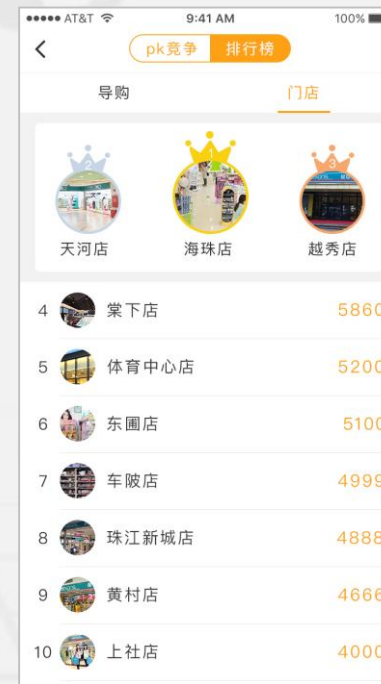 AT&T 9:41 AM 100%
pk竞争 排行榜
导购 门店
2 1 3
天河店 海珠店 越秀店
4 棠下店 5860
5 体育中心店 5200
6 东圃店 5100
7 车陂店 4999
8 珠江新城店 4888
9 黄村店 4666
10 上社店 4000